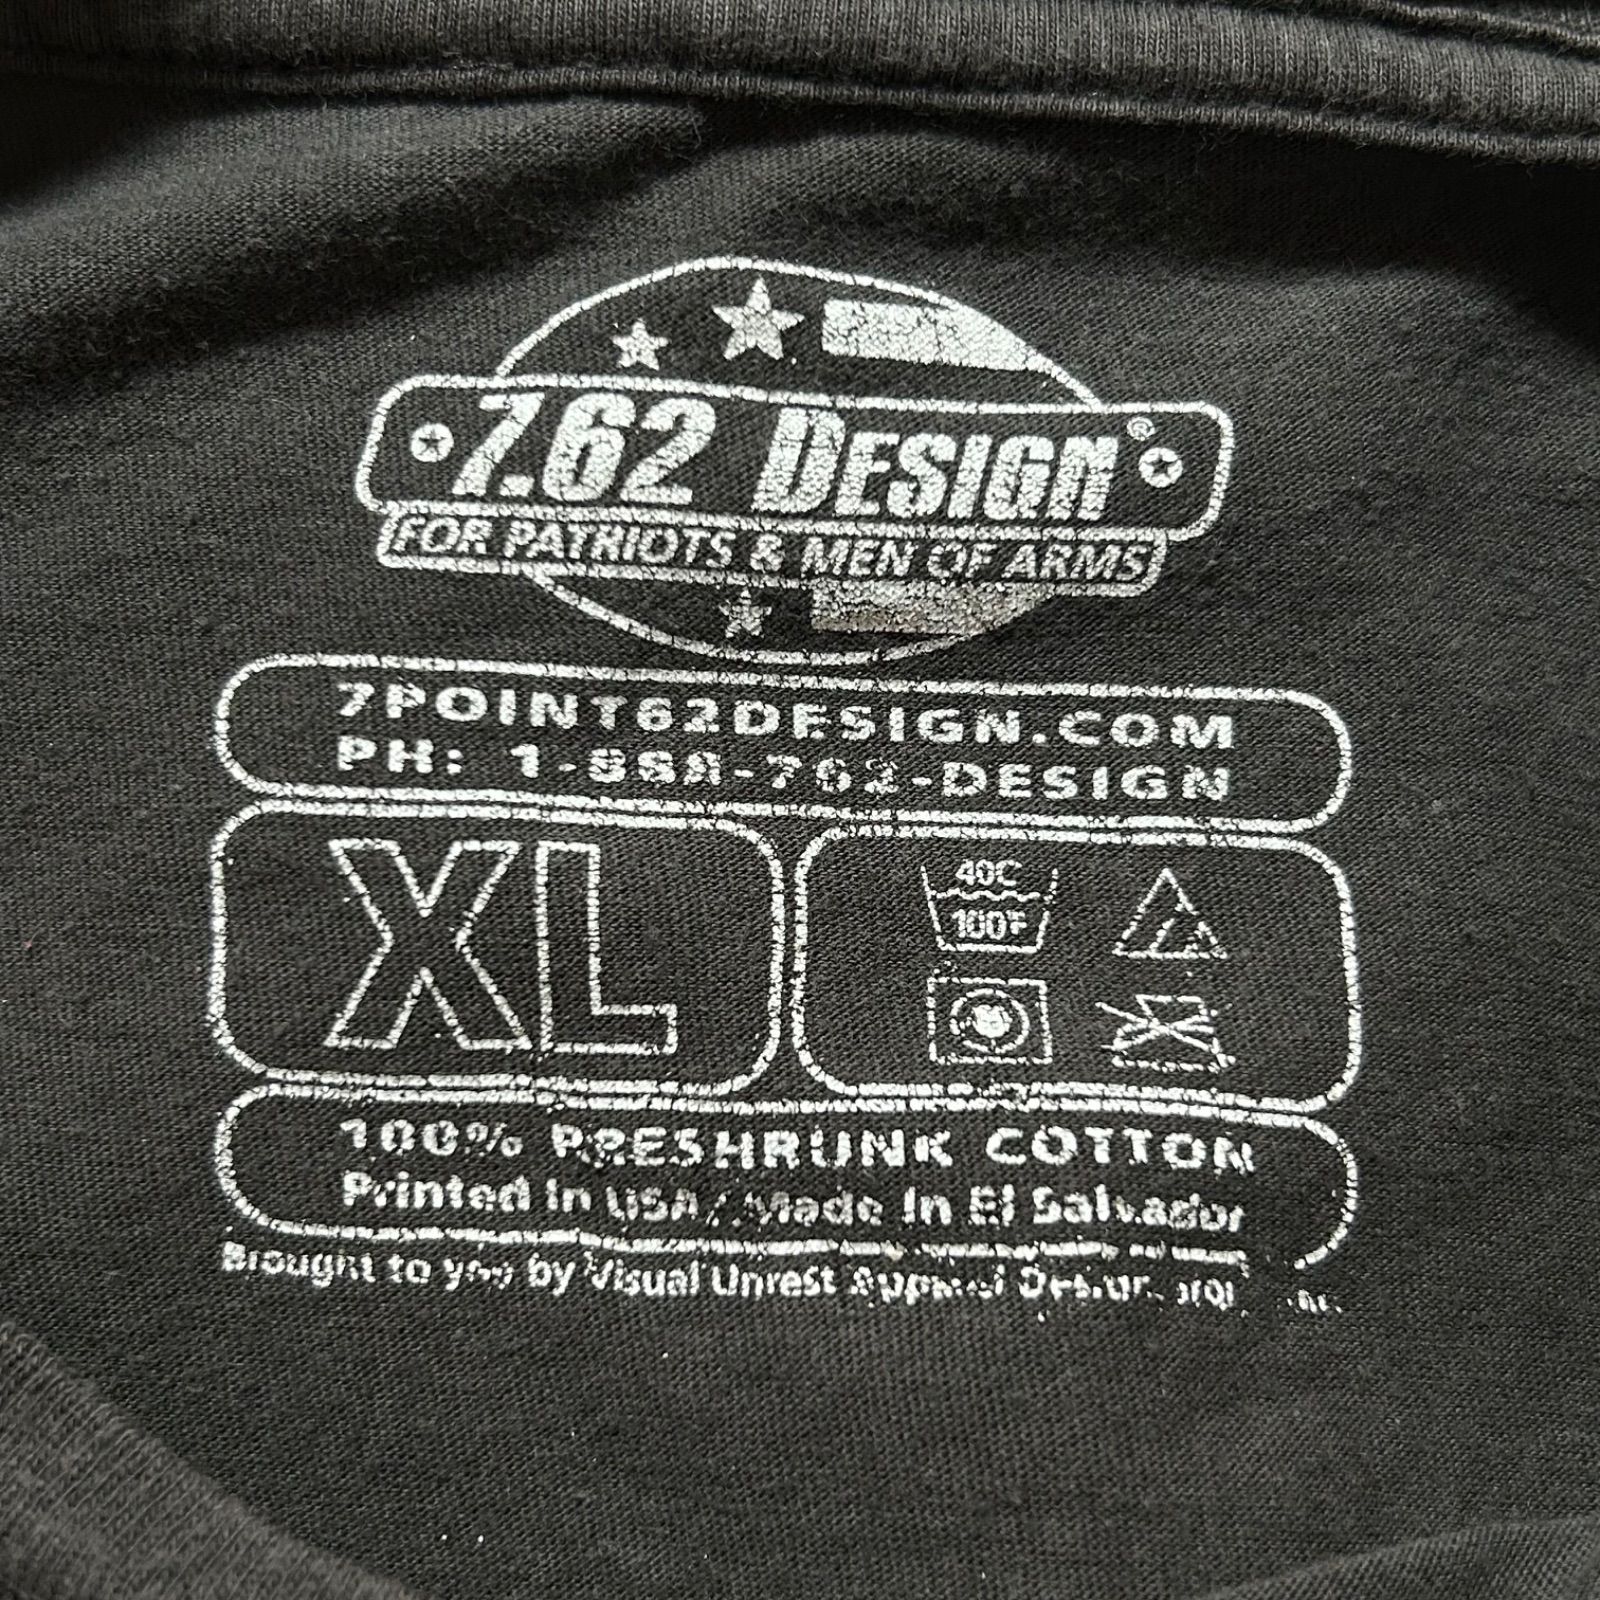 7.62 DESIGN®
FOR PATRIOTS & MEN OF ARMS
7POINT62DESIGN.COM
PH: 1-888-762-DESIGN
XL
40C
100°F
100% PRESHRUNK COTTON
Printed In USA / Made In El Salvador
Brought to you by Visual Unrest Apparel